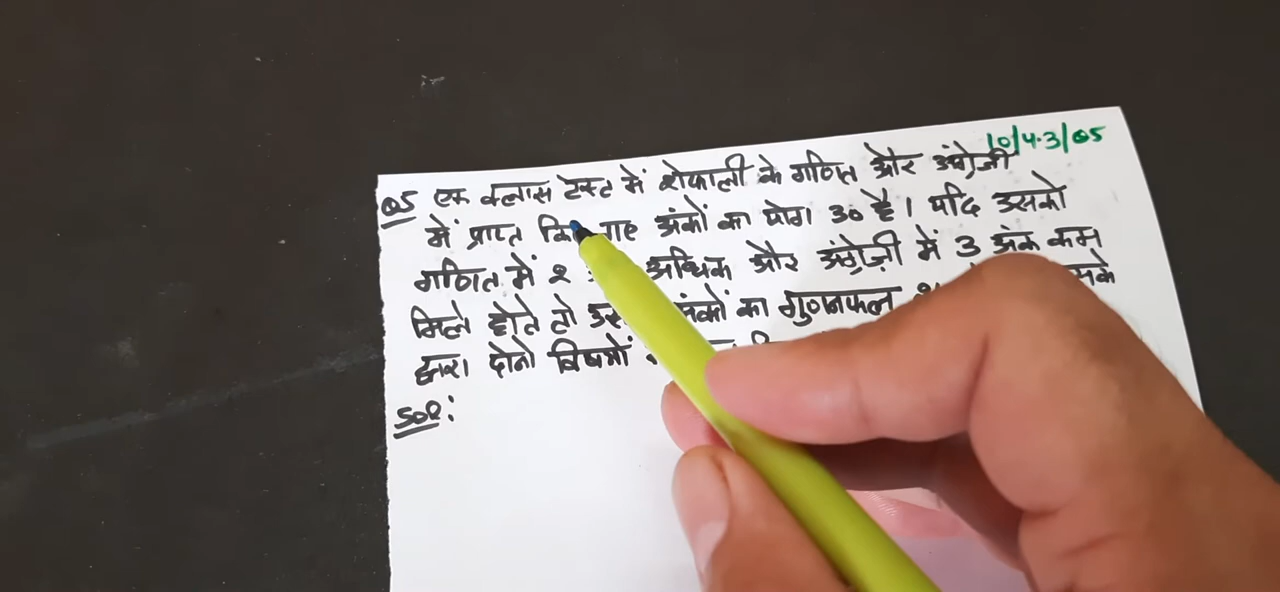 10/4.3/05
Q5 एक क्लास टेस्ट में शेफाली के गणित और अंग्रेजी
में प्राप्त किए गए अंकों का योग 30 है। यदि उसको
गणित में 2 अधिक और अंग्रेज़ी में 3 अंक कम
मिले होते तो अंकों का गुणनफल
द्वारा दोनो विषयों
Sol: